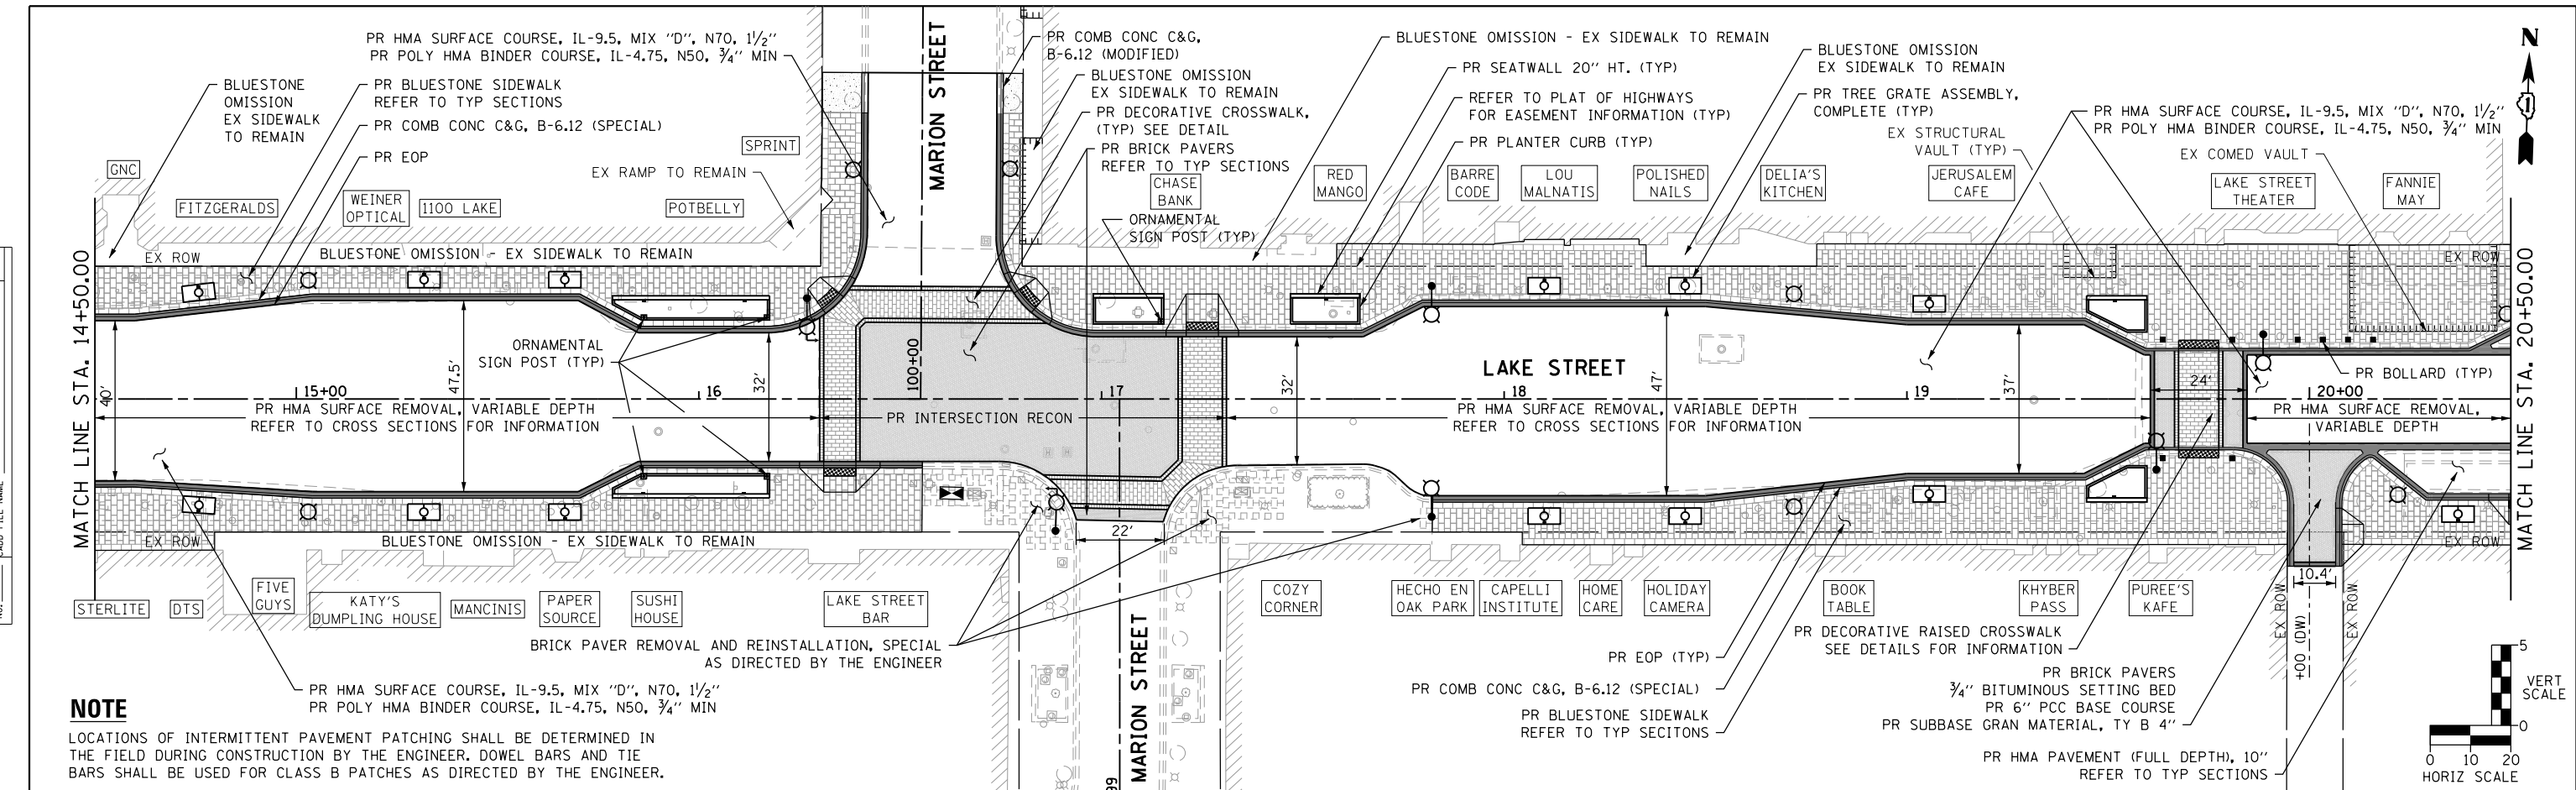 PR HMA SURFACE COURSE, IL-9.5, MIX "D", N70, 1½"
PR POLY HMA BINDER COURSE, IL-4.75, N50, ¾" MIN
BLUESTONE
OMISSION
EX SIDEWALK
TO REMAIN
PR BLUESTONE SIDEWALK
REFER TO TYP SECTIONS
PR COMB CONC C&G, B-6.12 (SPECIAL)
PR EOP
EX RAMP TO REMAIN
MARION STREET
PR COMB CONC C&G,
B-6.12 (MODIFIED)
BLUESTONE OMISSION
EX SIDEWALK TO REMAIN
PR DECORATIVE CROSSWALK,
(TYP) SEE DETAIL
PR BRICK PAVERS
REFER TO TYP SECTIONS
ORNAMENTAL
SIGN POST (TYP)
BLUESTONE OMISSION - EX SIDEWALK TO REMAIN
PR SEATWALL 20" HT. (TYP)
REFER TO PLAT OF HIGHWAYS
FOR EASEMENT INFORMATION (TYP)
PR PLANTER CURB (TYP)
BLUESTONE OMISSION
EX SIDEWALK TO REMAIN
PR TREE GRATE ASSEMBLY,
COMPLETE (TYP)
EX STRUCTURAL
VAULT (TYP)
PR HMA SURFACE COURSE, IL-9.5, MIX "D", N70, 1½"
PR POLY HMA BINDER COURSE, IL-4.75, N50, ¾" MIN
EX COMED VAULT
N
GNC
FITZGERALDS
WEINER
OPTICAL
1100 LAKE
POTBELLY
SPRINT
CHASE
BANK
RED
MANGO
BARRE
CODE
LOU
MALNATIS
POLISHED
NAILS
DELIA'S
KITCHEN
JERUSALEM
CAFE
LAKE STREET
THEATER
FANNIE
MAY
EX ROW
BLUESTONE OMISSION - EX SIDEWALK TO REMAIN
EX ROW
MATCH LINE STA. 14+50.00
40'
15+00
47.5'
ORNAMENTAL
SIGN POST (TYP)
16
32'
100+00
17
32'
LAKE STREET
18
47'
19
37'
24'
20+00
PR BOLLARD (TYP)
MATCH LINE STA. 20+50.00
PR HMA SURFACE REMOVAL, VARIABLE DEPTH
REFER TO CROSS SECTIONS FOR INFORMATION
PR INTERSECTION RECON
PR HMA SURFACE REMOVAL, VARIABLE DEPTH
REFER TO CROSS SECTIONS FOR INFORMATION
PR HMA SURFACE REMOVAL,
VARIABLE DEPTH
EX ROW
BLUESTONE OMISSION - EX SIDEWALK TO REMAIN
22'
EX ROW
10.4'
STERLITE
DTS
FIVE
GUYS
KATY'S
DUMPLING HOUSE
MANCINIS
PAPER
SOURCE
SUSHI
HOUSE
LAKE STREET
BAR
COZY
CORNER
HECHO EN
OAK PARK
CAPELLI
INSTITUTE
HOME
CARE
HOLIDAY
CAMERA
BOOK
TABLE
KHYBER
PASS
PUREE'S
KAFE
EX ROW
+00 (DW)
EX ROW
BRICK PAVER REMOVAL AND REINSTALLATION, SPECIAL
AS DIRECTED BY THE ENGINEER
MARION STREET
99
PR HMA SURFACE COURSE, IL-9.5, MIX "D", N70, 1½"
PR POLY HMA BINDER COURSE, IL-4.75, N50, ¾" MIN
PR EOP (TYP)
PR COMB CONC C&G, B-6.12 (SPECIAL)
PR BLUESTONE SIDEWALK
REFER TO TYP SECITONS
PR DECORATIVE RAISED CROSSWALK
SEE DETAILS FOR INFORMATION
PR BRICK PAVERS
¾" BITUMINOUS SETTING BED
PR 6" PCC BASE COURSE
PR SUBBASE GRAN MATERIAL, TY B 4"
PR HMA PAVEMENT (FULL DEPTH), 10"
REFER TO TYP SECTIONS
5
VERT
SCALE
0
0 10 20
HORIZ SCALE
NOTE
LOCATIONS OF INTERMITTENT PAVEMENT PATCHING SHALL BE DETERMINED IN
THE FIELD DURING CONSTRUCTION BY THE ENGINEER. DOWEL BARS AND TIE
BARS SHALL BE USED FOR CLASS B PATCHES AS DIRECTED BY THE ENGINEER.